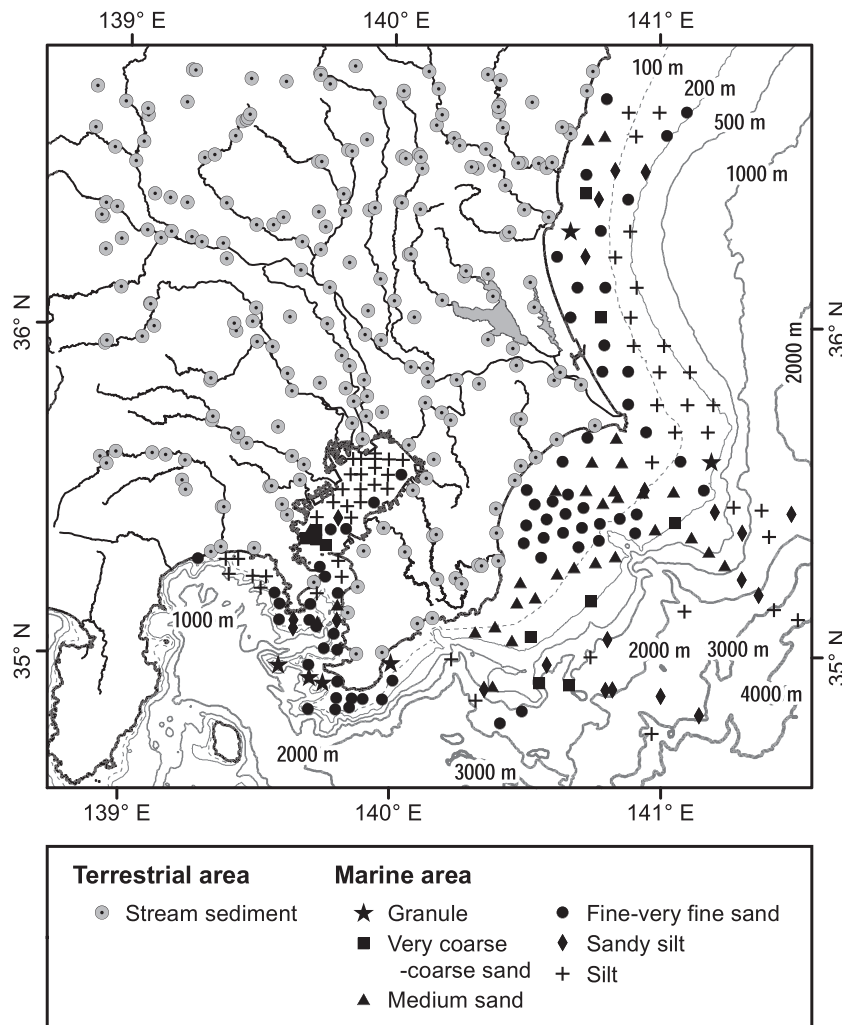 139° E
140° E
141° E
100 m
200 m
500 m
1000 m
36° N
36° N
2000 m
1000 m
35° N
35° N
2000 m
3000 m
4000 m
2000 m
3000 m
139° E
140° E
141° E
Terrestrial area
Marine area
Stream sediment
Granule
Fine-very fine sand
Very coarse
-coarse sand
Sandy silt
Silt
Medium sand